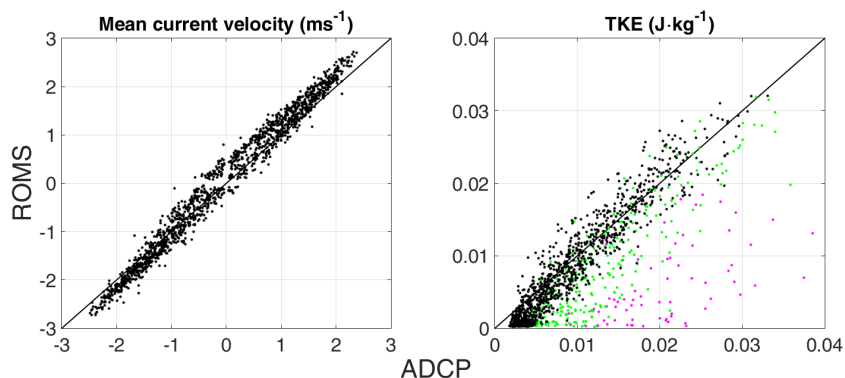 Mean current velocity (ms⁻¹)
TKE (J·kg⁻¹)
ROMS
3
2
1
0
-1
-2
-3
-3 -2 -1 0 1 2 3
0.04
0.03
0.02
0.01
0
0 0.01 0.02 0.03 0.04
ADCP